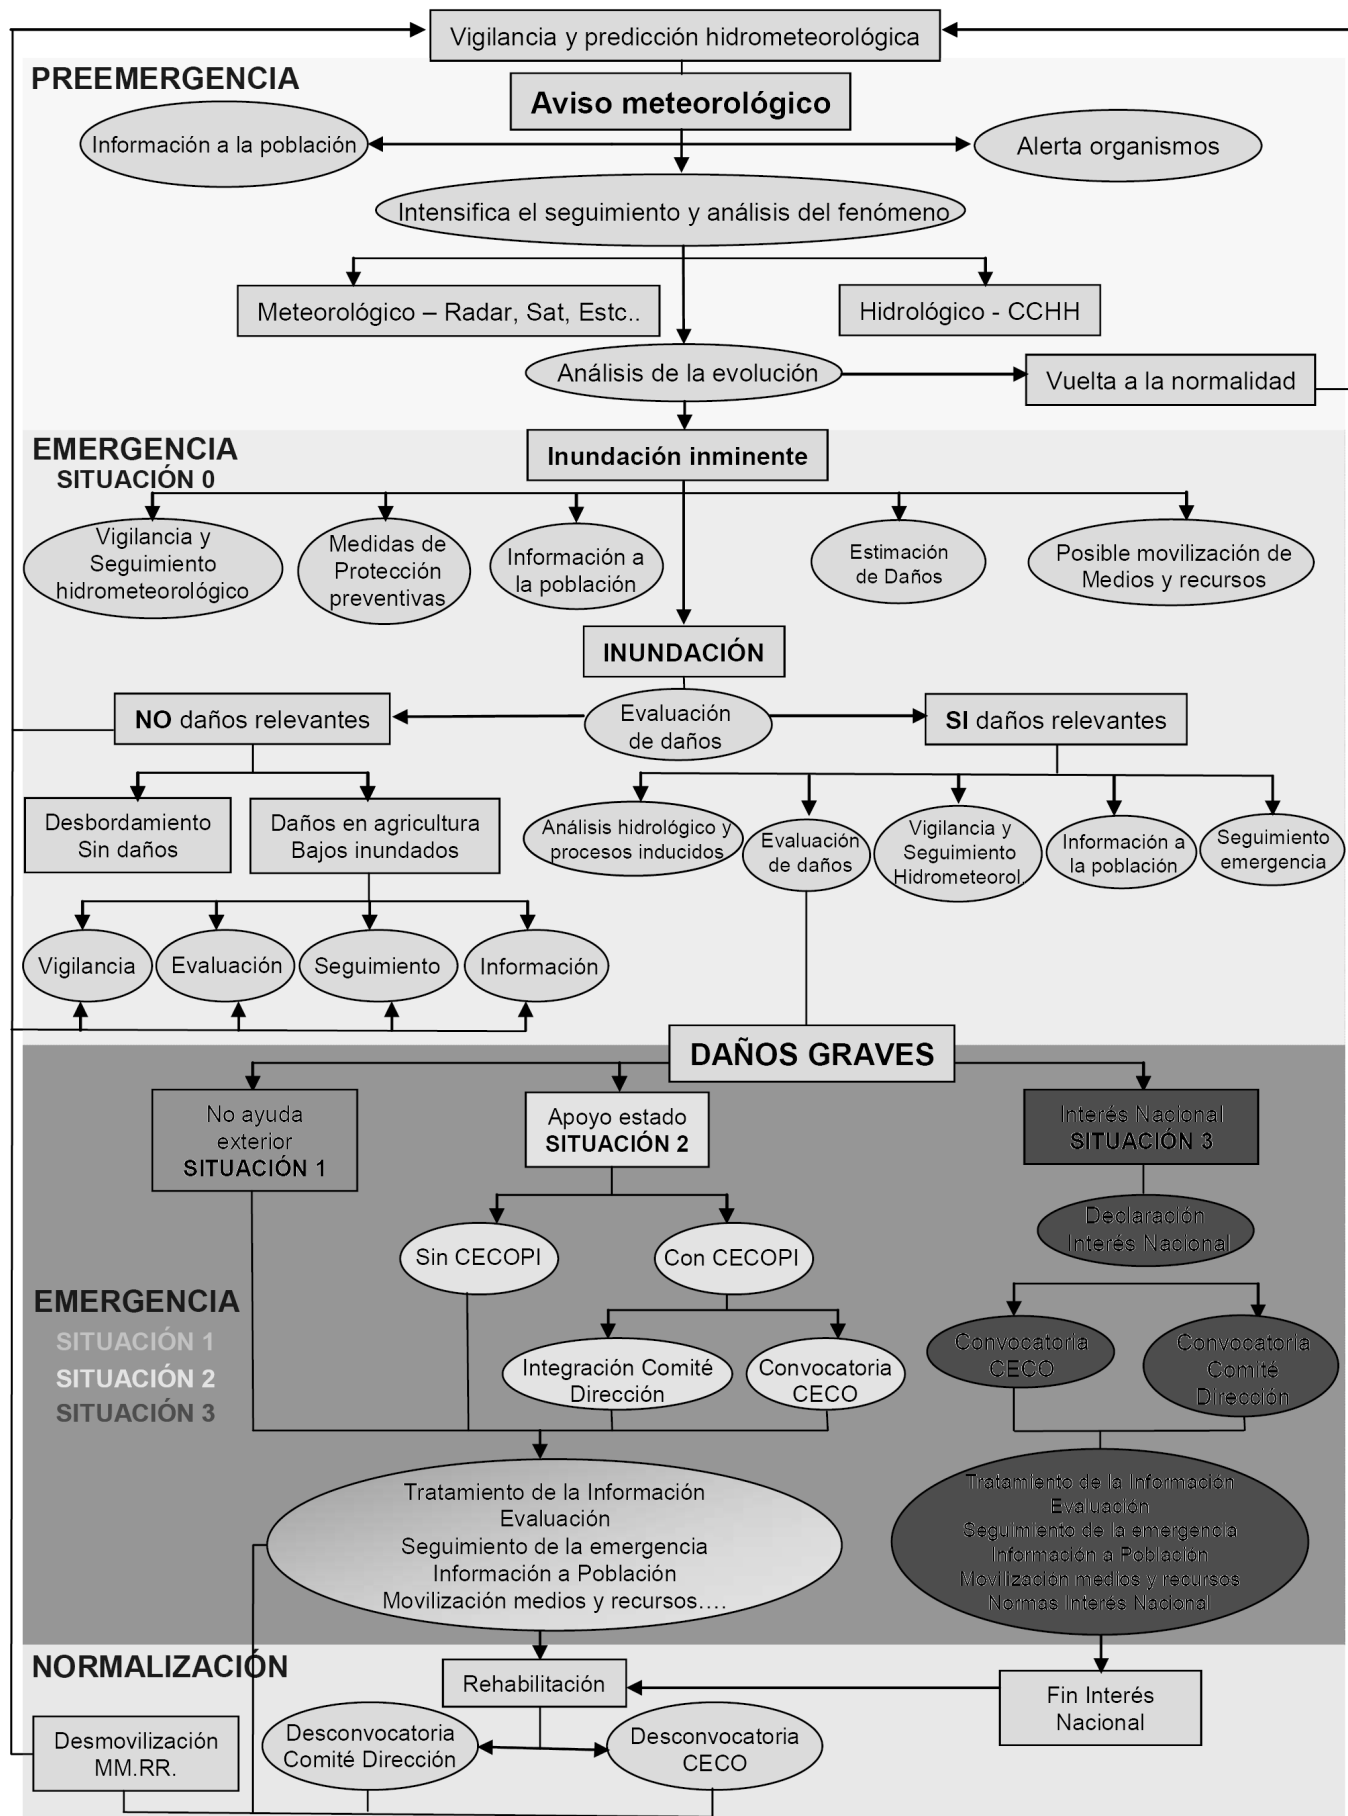 Vigilancia y predicción hidrometeorológica
PREEMERGENCIA
Aviso meteorológico
Información a la población
Alerta organismos
Intensifica el seguimiento y análisis del fenómeno
Meteorológico – Radar, Sat, Estc..
Hidrológico - CCHH
Análisis de la evolución
Vuelta a la normalidad
EMERGENCIA
SITUACIÓN 0
Inundación inminente
Vigilancia y
Seguimiento
hidrometeorológico
Medidas de
Protección
preventivas
Información a
la población
Estimación
de Daños
Posible movilización de
Medios y recursos
INUNDACIÓN
NO daños relevantes
Evaluación
de daños
SI daños relevantes
Desbordamiento
Sin daños
Daños en agricultura
Bajos inundados
Análisis hidrológico y
procesos inducidos
Evaluación
de daños
Vigilancia y
Seguimiento
Hidrometeorol.
Información a
la población
Seguimiento
emergencia
Vigilancia
Evaluación
Seguimiento
Información
DAÑOS GRAVES
No ayuda
exterior
SITUACIÓN 1
Apoyo estado
SITUACIÓN 2
Interés Nacional
SITUACIÓN 3
Sin CECOPI
Con CECOPI
Declaración
Interés Nacional
EMERGENCIA
SITUACIÓN 1
SITUACIÓN 2
SITUACIÓN 3
Integración Comité
Dirección
Convocatoria
CECO
Convocatoria
CECO
Convocatoria
Comité
Dirección
Tratamiento de la Información
Evaluación
Seguimiento de la emergencia
Información a Población
Movilización medios y recursos….
Tratamiento de la Información
Evaluación
Seguimiento de la emergencia
Información a Población
Movilización medios y recursos
Normas Interés Nacional
NORMALIZACIÓN
Rehabilitación
Fin Interés
Nacional
Desmovilización
MM.RR.
Desconvocatoria
Comité Dirección
Desconvocatoria
CECO